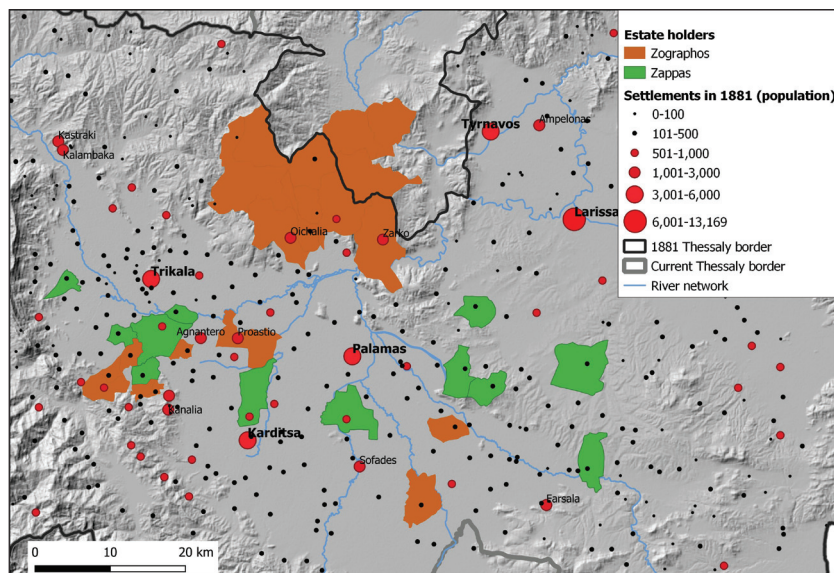 Estate holders
Zographos
Zappas
Settlements in 1881 (population)
0-100
101-500
501-1,000
1,001-3,000
3,001-6,000
6,001-13,169
1881 Thessaly border
Current Thessaly border
River network
Kastraki
Kalambaka
Tyrnavos
Ampelonas
Larissa
Oichalia
Zarko
Trikala
Agnantero
Proastio
Palamas
Kanalia
Karditsa
Sofades
Farsala
0 10 20 km